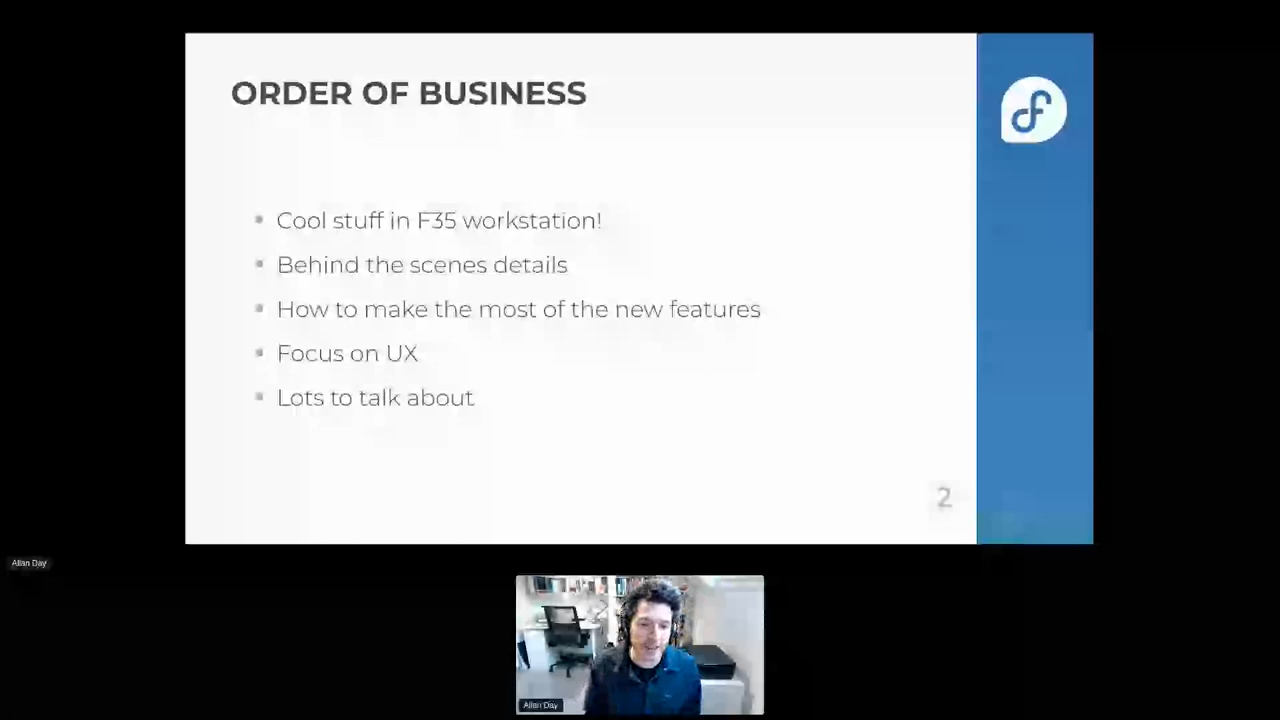 ORDER OF BUSINESS
Cool stuff in F35 workstation!
Behind the scenes details
How to make the most of the new features
Focus on UX
Lots to talk about
2
Allan Day
Allan Day